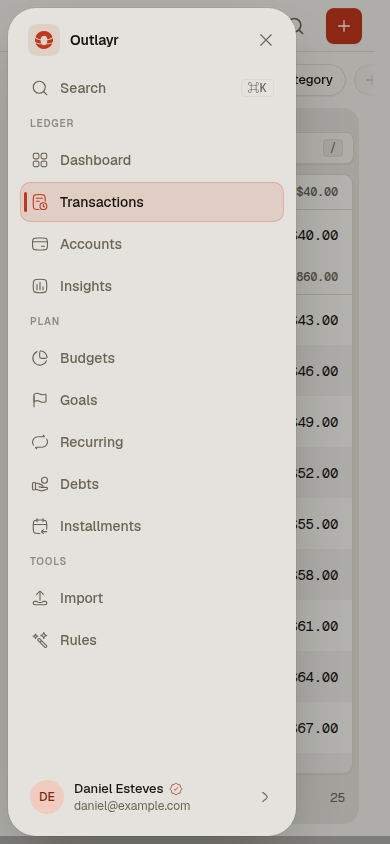 Outlayr
Search ⌘K
LEDGER
Dashboard
Transactions
Accounts
Insights
PLAN
Budgets
Goals
Recurring
Debts
Installments
TOOLS
Import
Rules
DE
Daniel Esteves
daniel@example.com
tegory
/
$40.00
$40.00
860.00
$43.00
$46.00
$49.00
$52.00
$55.00
$58.00
$61.00
$64.00
$67.00
25